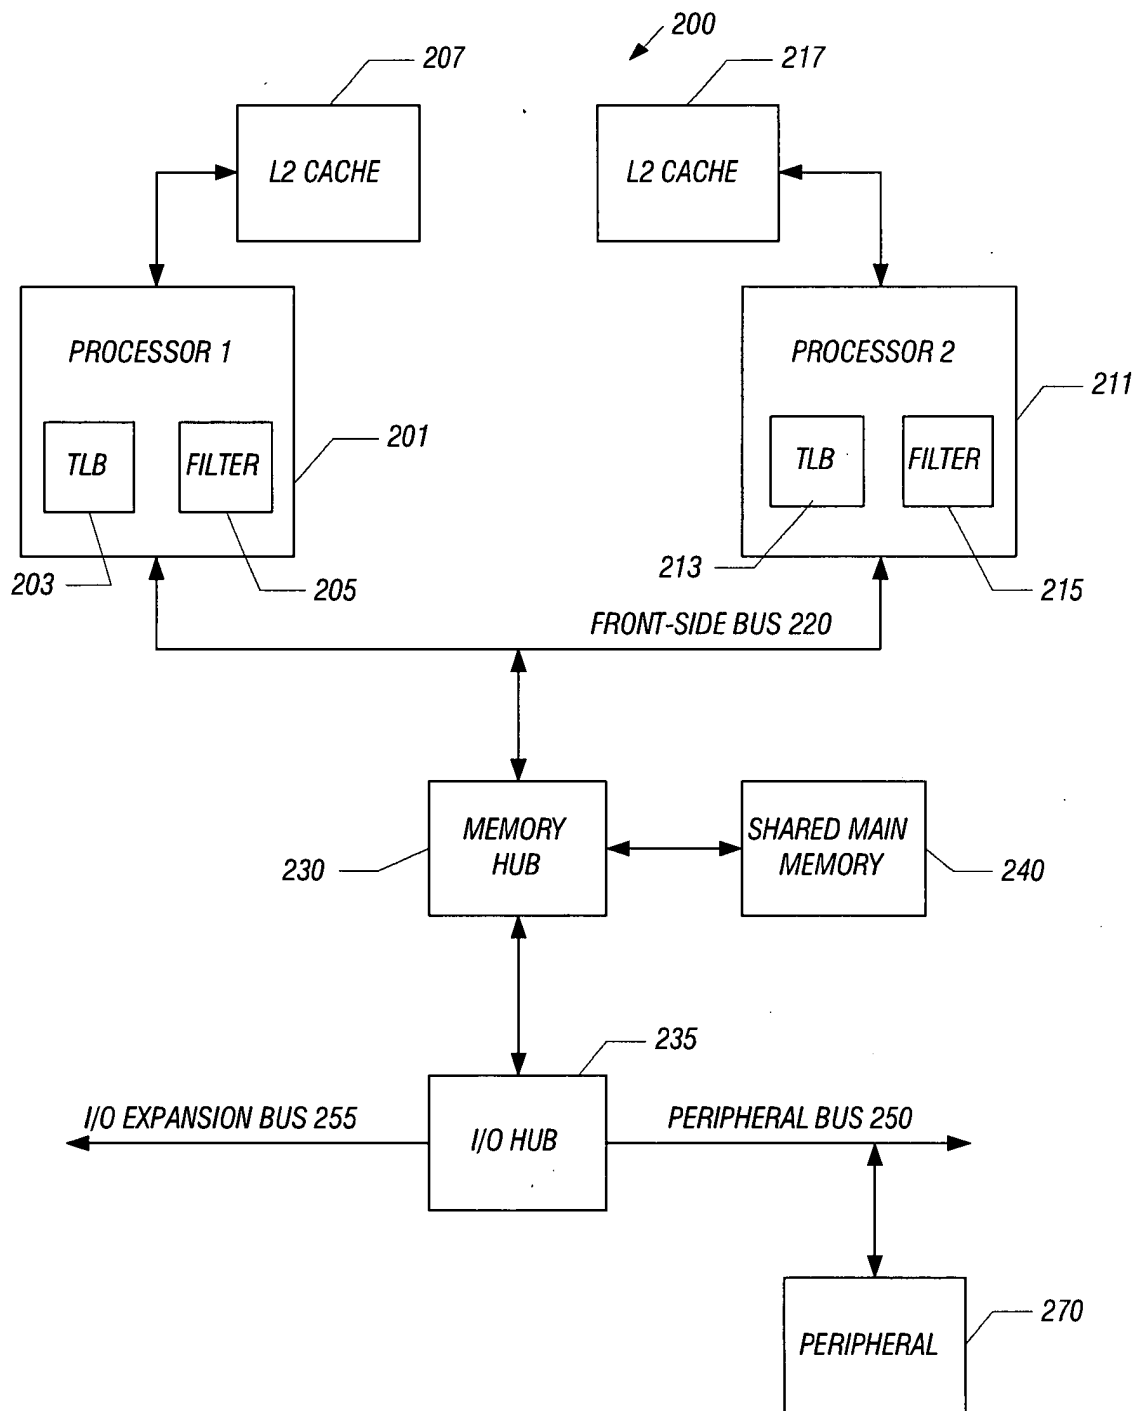 200
207
217
L2 CACHE
L2 CACHE
PROCESSOR 1
PROCESSOR 2
211
201
TLB
FILTER
TLB
FILTER
203
205
213
215
FRONT-SIDE BUS 220
MEMORY
HUB
SHARED MAIN
MEMORY
230
240
235
I/O EXPANSION BUS 255
PERIPHERAL BUS 250
I/O HUB
270
PERIPHERAL